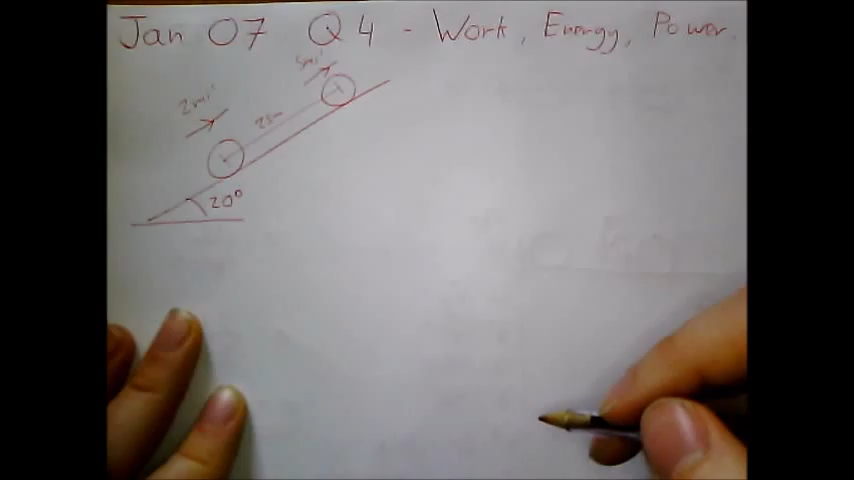 Jan 07 Q4 - Work, Energy, Power.
5ms⁻¹
2ms⁻¹
25m
20°